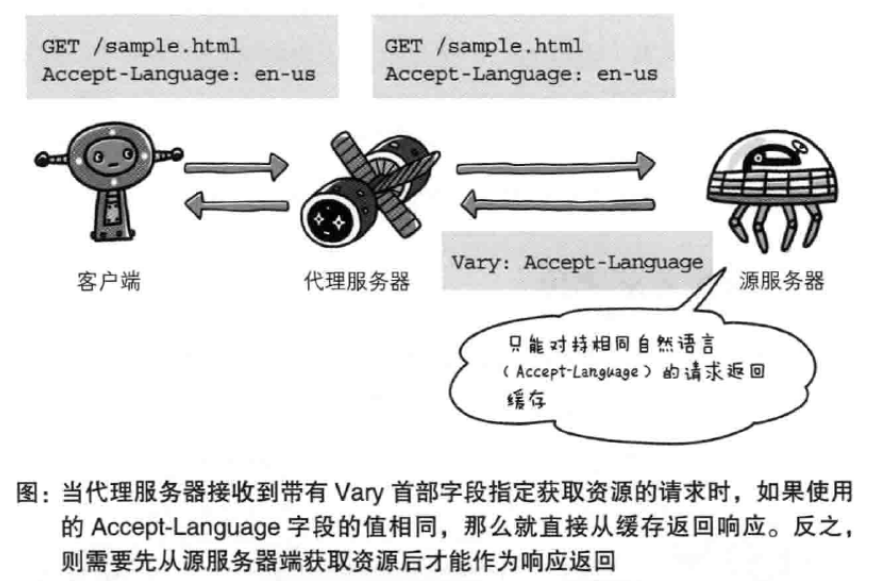 GET /sample.html
Accept-Language: en-us
GET /sample.html
Accept-Language: en-us
客户端
代理服务器
Vary: Accept-Language
源服务器
只能对持相同自然语言
(Accept-Language)的请求返回
缓存
图：当代理服务器接收到带有 Vary 首部字段指定获取资源的请求时，如果使用
的 Accept-Language 字段的值相同，那么就直接从缓存返回响应。反之，
则需要先从源服务器端获取资源后才能作为响应返回